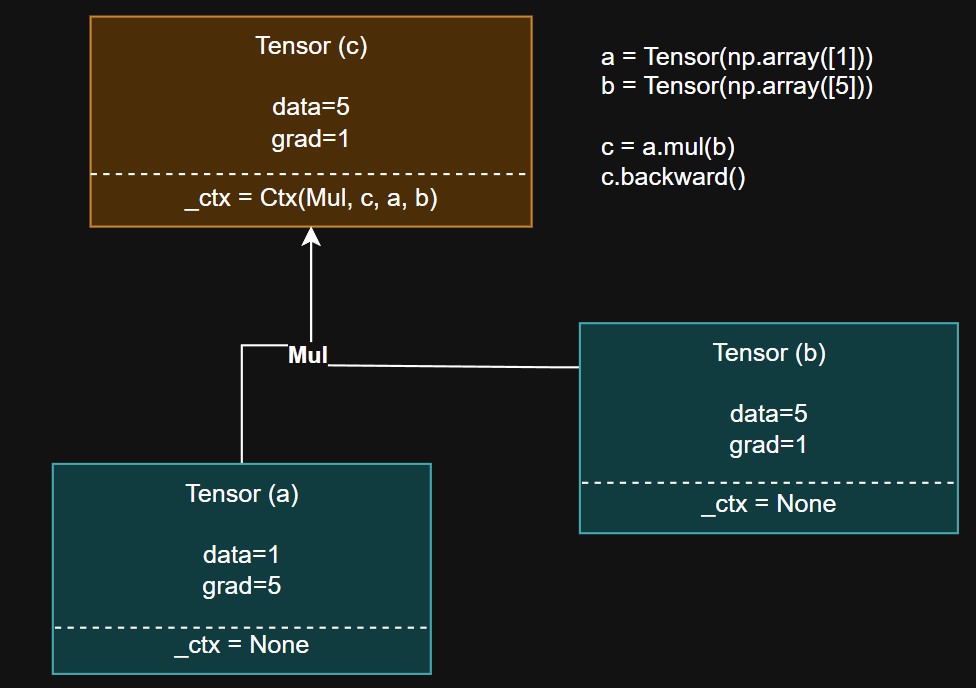 Tensor (c)
data=5
grad=1
_ctx = Ctx(Mul, c, a, b)
a = Tensor(np.array([1]))
b = Tensor(np.array([5]))
c = a.mul(b)
c.backward()
Mul
Tensor (b)
data=5
grad=1
_ctx = None
Tensor (a)
data=1
grad=5
_ctx = None